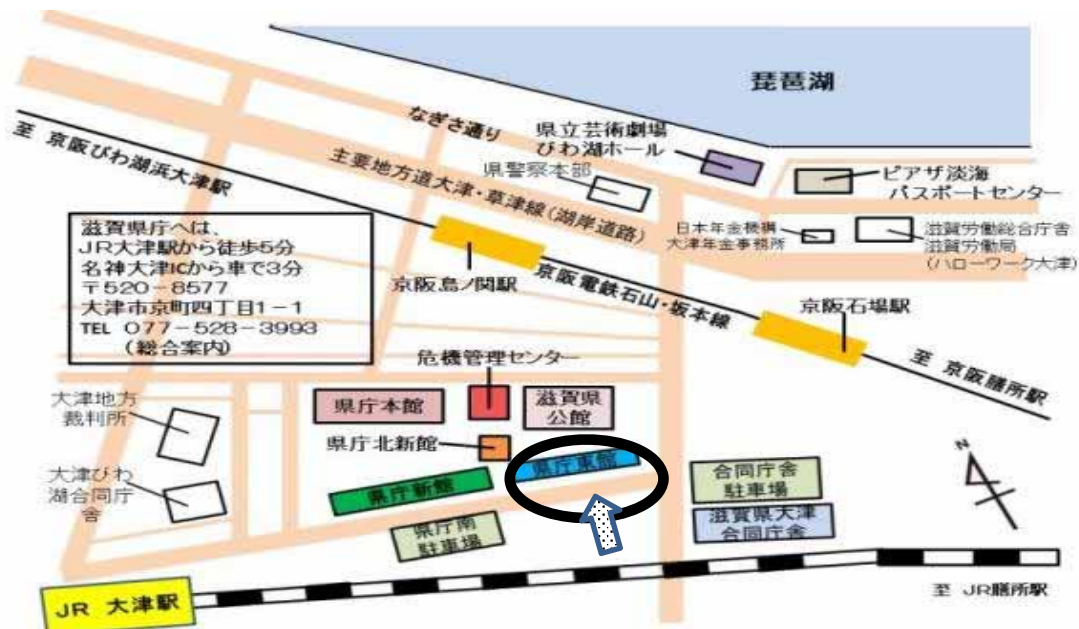 琵琶湖
なぎさ通り
県立芸術劇場
びわ湖ホール
至 京阪びわ湖浜大津駅
主要地方道大津・草津線(湖岸道路)
県警察本部
ピアザ淡海
パスポートセンター
日本年金機構
大津年金事務所
滋賀労働総合庁舎
滋賀労働局
(ハローワーク大津)
滋賀県庁へは、
JR大津駅から徒歩5分
名神大津ICから車で3分
〒520-8577
大津市京町四丁目1-1
TEL 077-528-3993
(総合案内)
京阪島ノ関駅
京阪電鉄石山・坂本線
京阪石場駅
至 京阪膳所駅
危機管理センター
大津地方
裁判所
県庁本館
滋賀県
公館
県庁北新館
県庁東館
N
大津びわ
湖合同庁
舎
県庁新館
合同庁舎
駐車場
県庁南
駐車場
滋賀県大津
合同庁舎
JR 大津駅
至 JR膳所駅